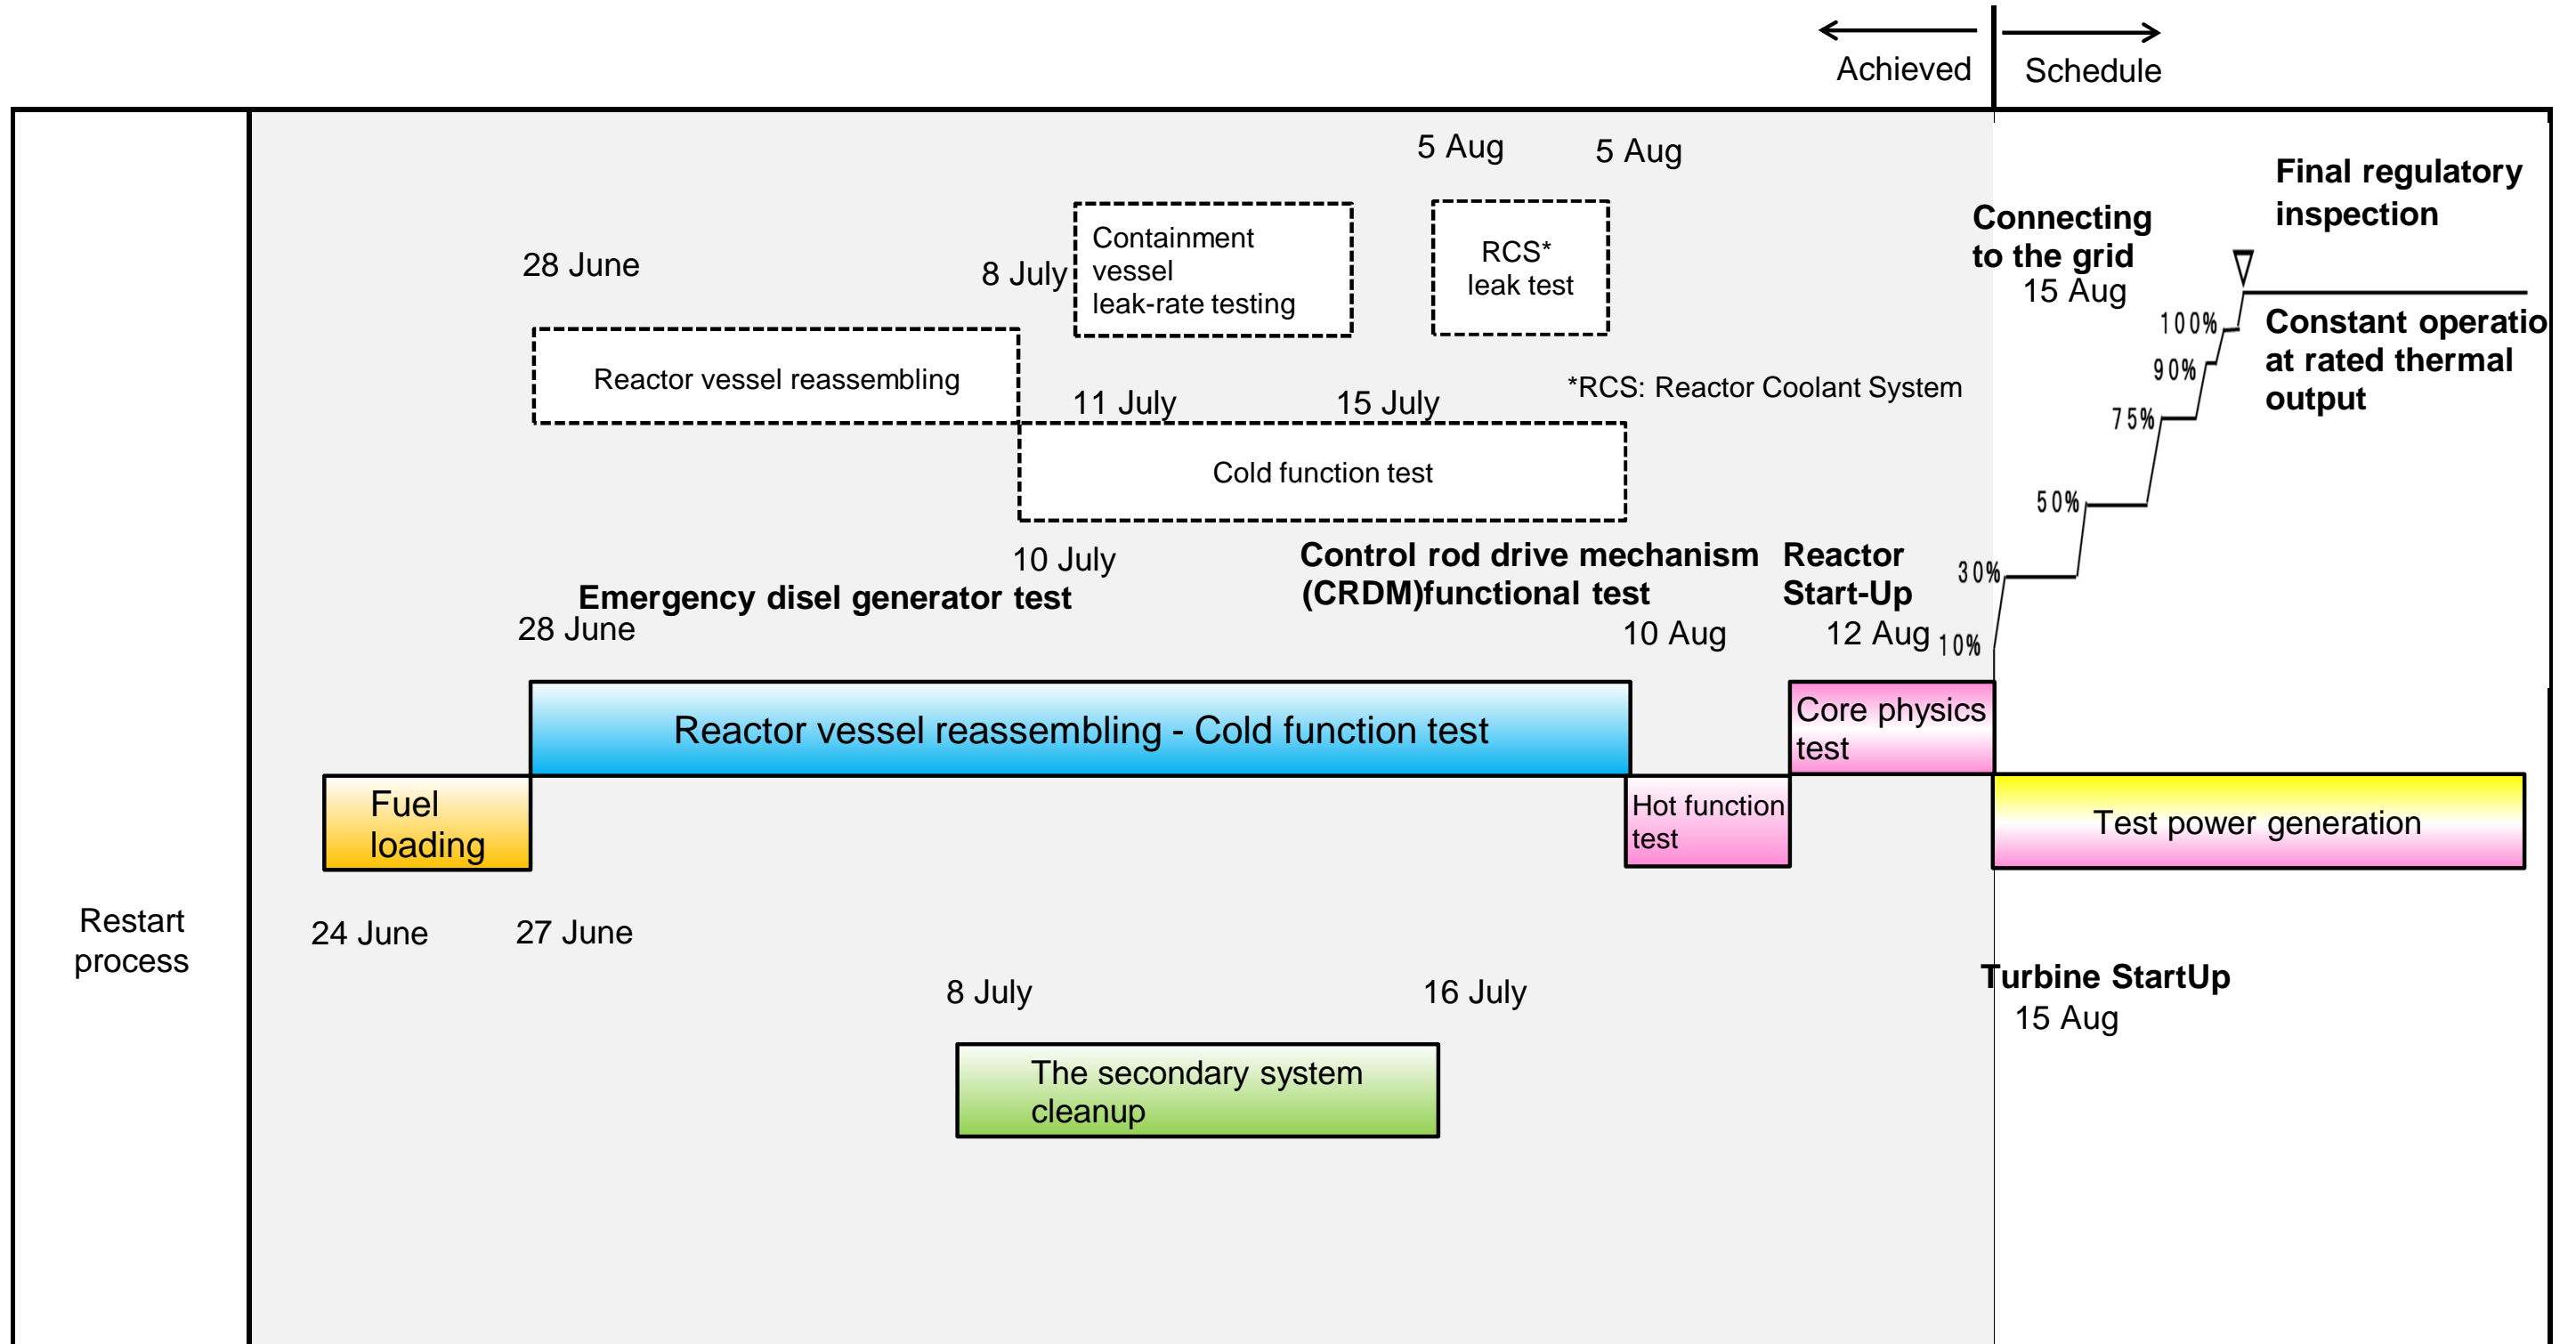 Achieved
Schedule
5 Aug
5 Aug
Final regulatory
inspection
Connecting
to the grid
15 Aug
28 June
8 July
Containment
vessel
leak-rate testing
RCS*
leak test
100%
Constant operatio
at rated thermal
output
90%
75%
50%
30%
10%
Reactor vessel reassembling
*RCS: Reactor Coolant System
11 July
15 July
Cold function test
10 July
Emergency disel generator test
28 June
Control rod drive mechanism
(CRDM)functional test
10 Aug
Reactor
Start-Up
12 Aug
Reactor vessel reassembling - Cold function test
Core physics
test
Fuel
loading
Hot function
test
Test power generation
Restart
process
24 June
27 June
8 July
16 July
Turbine StartUp
15 Aug
The secondary system
cleanup